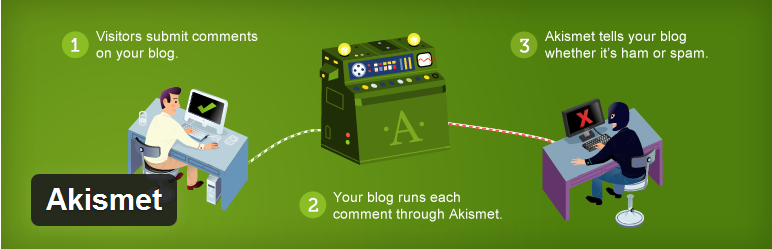 1
Visitors submit comments
on your blog.
A
2
Your blog runs each
comment through Akismet.
3
Akismet tells your blog
whether it's ham or spam.
Akismet